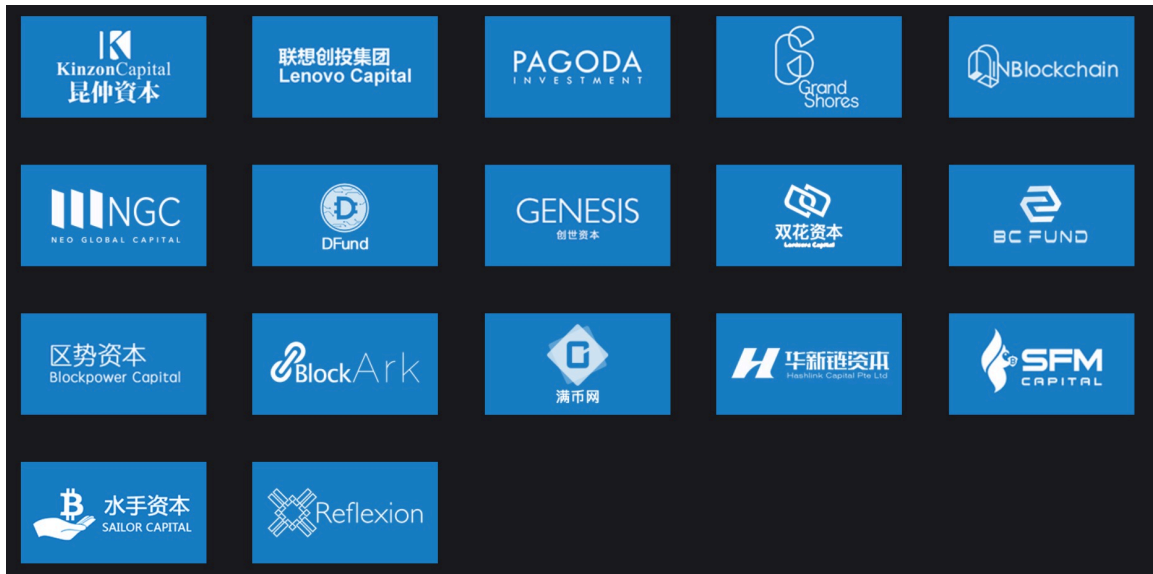 KinzonCapital
昆仲資本
联想创投集团
Lenovo Capital
PAGODA
INVESTMENT
Grand
Shores
NBlockchain
NGC
NEO GLOBAL CAPITAL
DFund
GENESIS
创世资本
双花资本
BC FUND
区势资本
Blockpower Capital
BlockArk
满币网
华新链资本
Hashlink Capital Pte Ltd
SFM
CAPITAL
水手资本
SAILOR CAPITAL
Reflexion